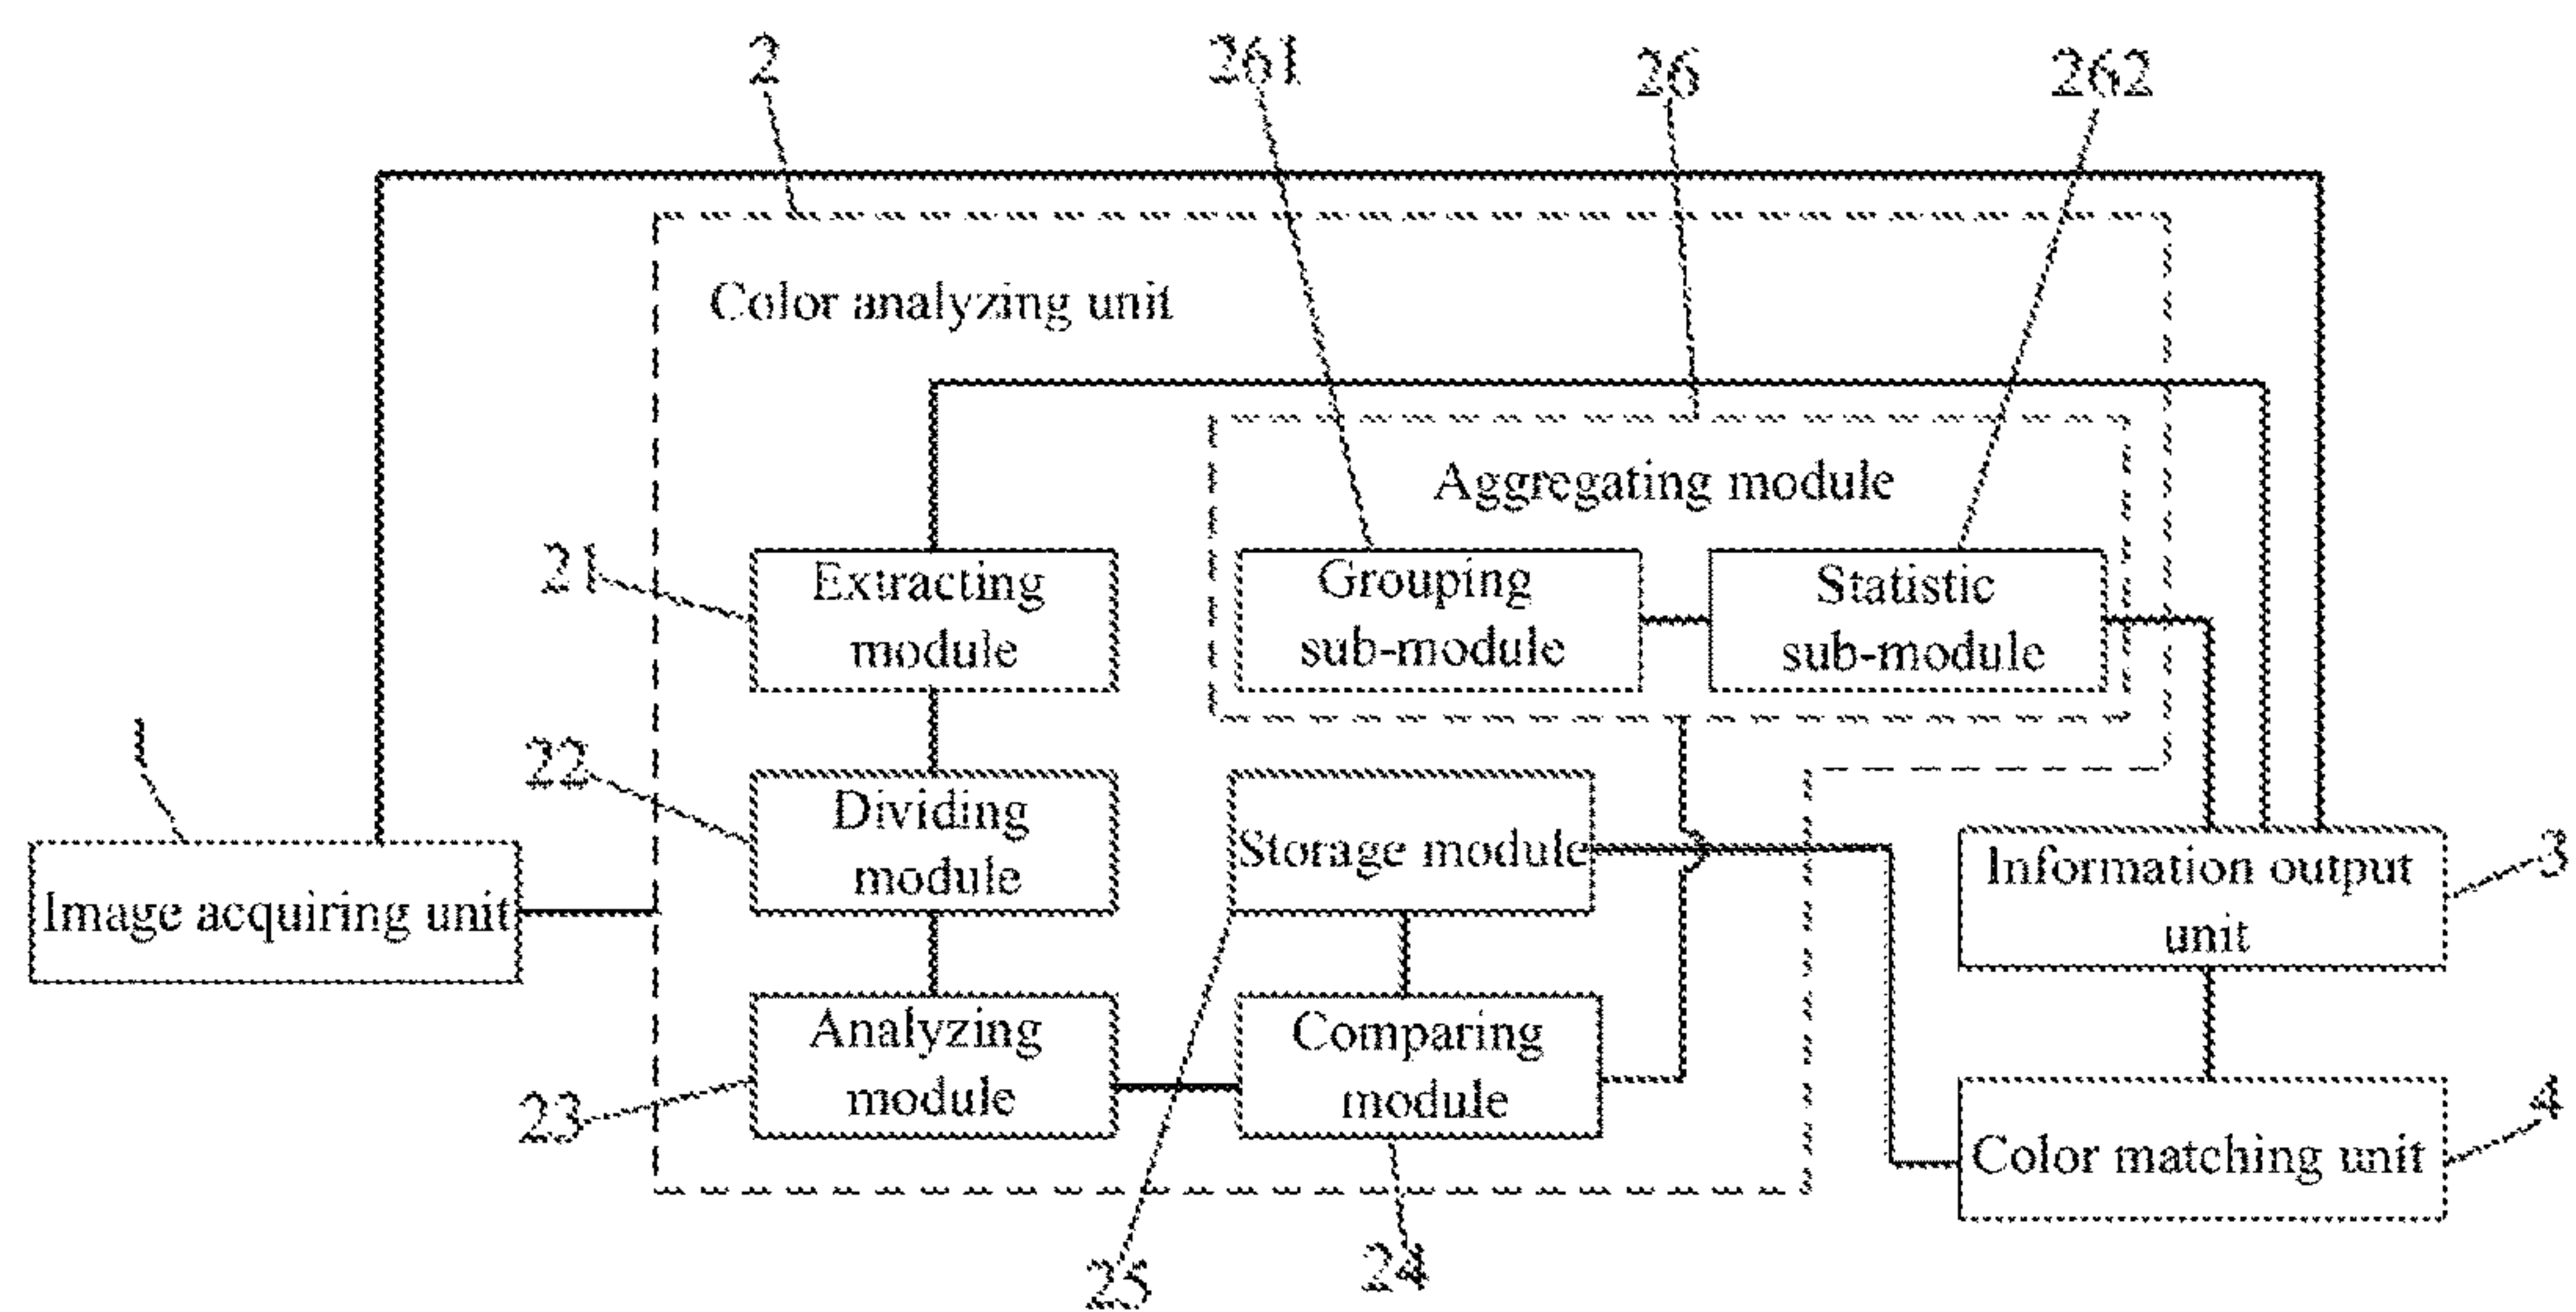 2
261
26
262
Color analyzing unit
Aggregating module
21
Extracting
module
Grouping
sub-module
Statistic
sub-module
1
22
Dividing
module
Storage module
Image acquiring unit
Information output
unit
3
23
Analyzing
module
Comparing
module
Color matching unit
4
25
24